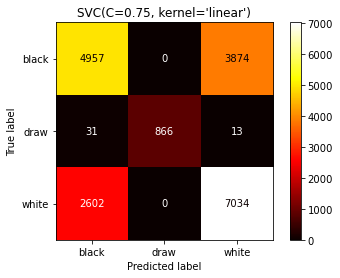 SVC(C=0.75, kernel='linear')
black 4957 0 3874
draw 31 866 13
white 2602 0 7034
black draw white
Predicted label
True label
7000
6000
5000
4000
3000
2000
1000
0